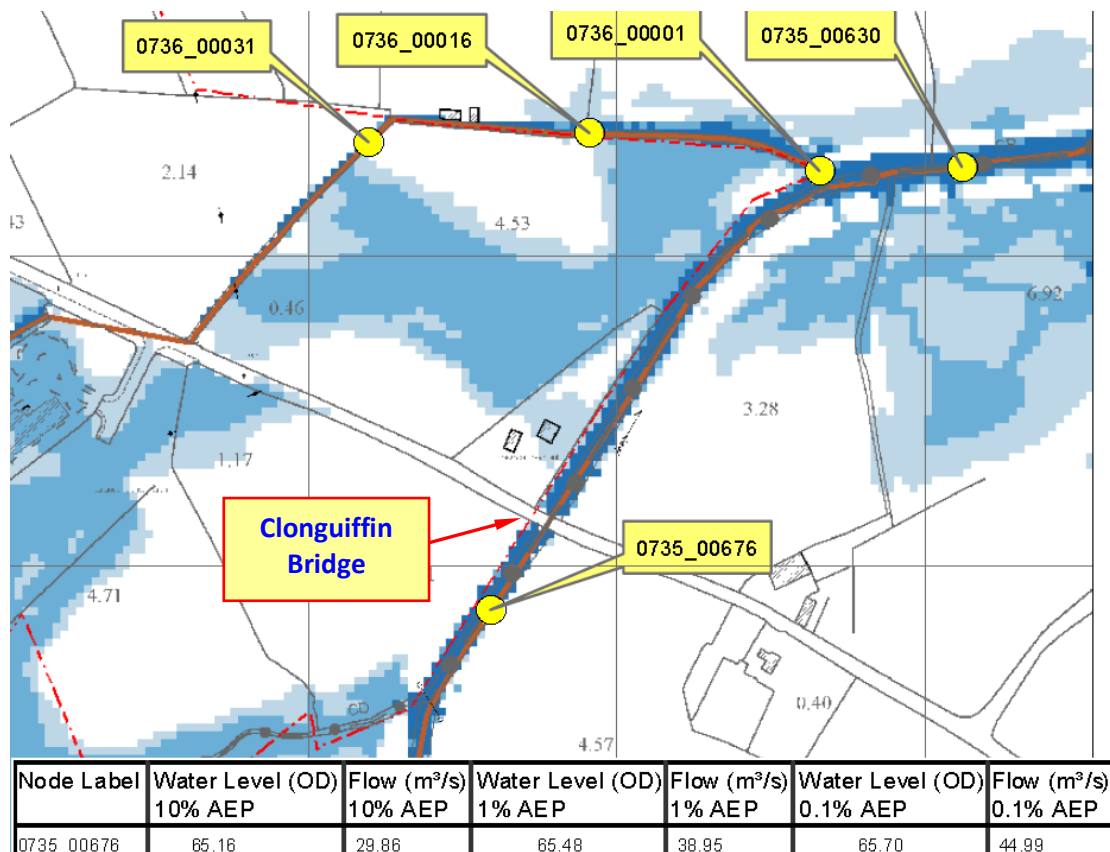 0736_00031
0736_00016
0736_00001
0735_00630
CD
2.14
43
4.53
0.46
6.92
3.28
1.17
Clonguiffin
Bridge
0735_00676
4.71
0.40
CD
4.57
Node Label Water Level (OD) 10% AEP Flow (m³/s) 10% AEP Water Level (OD) 1% AEP Flow (m³/s) 1% AEP Water Level (OD) 0.1% AEP Flow (m³/s) 0.1% AEP
0735_00676 65.16 29.86 65.48 38.95 65.70 44.99